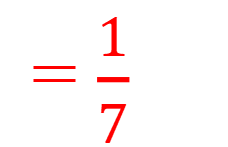 = 1/7